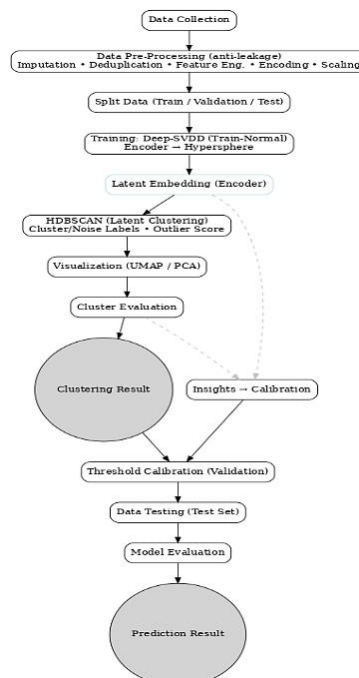 Data Collection
Data Pre-Processing (anti-leakage)
Imputation • Deduplication • Feature Eng. • Encoding • Scaling
Split Data (Train / Validation / Test)
Training: Deep-SVDD (Train-Normal)
Encoder → Hypersphere
Latent Embedding (Encoder)
HDBSCAN (Latent Clustering)
Cluster/Noise Labels • Outlier Score
Visualization (UMAP / PCA)
Cluster Evaluation
Clustering Result
Insights → Calibration
Threshold Calibration (Validation)
Data Testing (Test Set)
Model Evaluation
Prediction Result